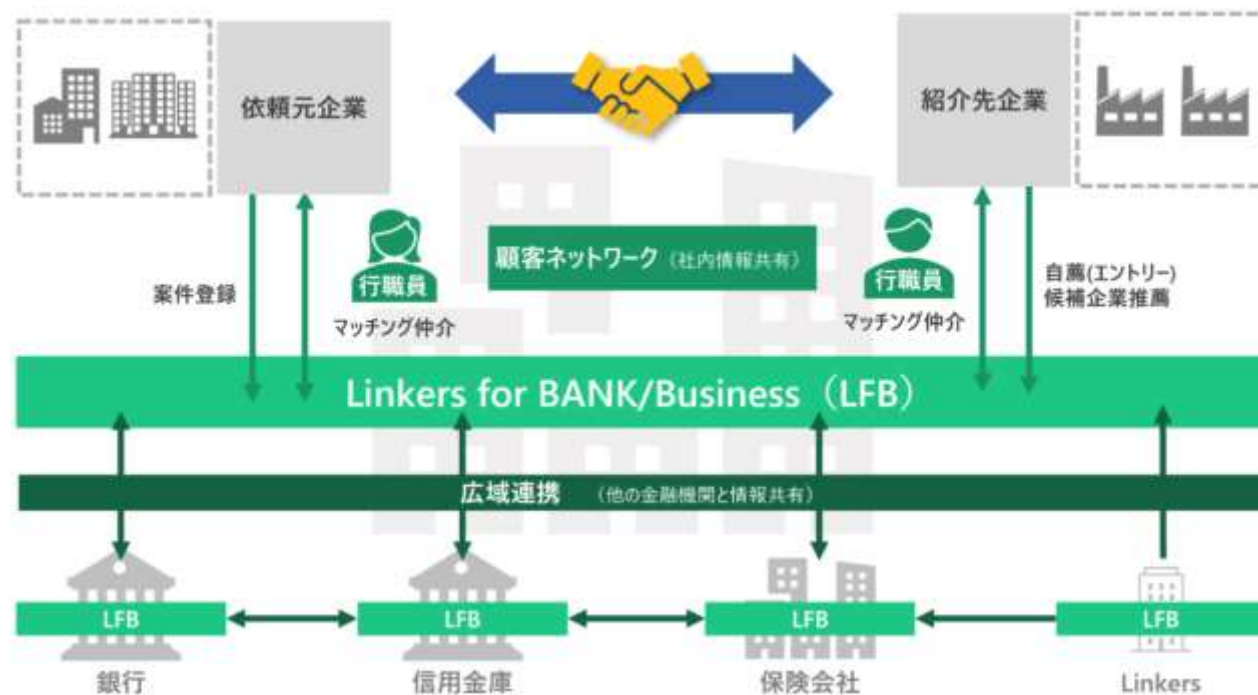 依頼元企業
紹介先企業
顧客ネットワーク（社内情報共有）
行職員
マッチング仲介
行職員
マッチング仲介
案件登録
自薦(エントリー)
候補企業推薦
Linkers for BANK/Business（LFB）
広域連携 （他の金融機関と情報共有）
LFB
LFB
LFB
LFB
銀行
信用金庫
保険会社
Linkers